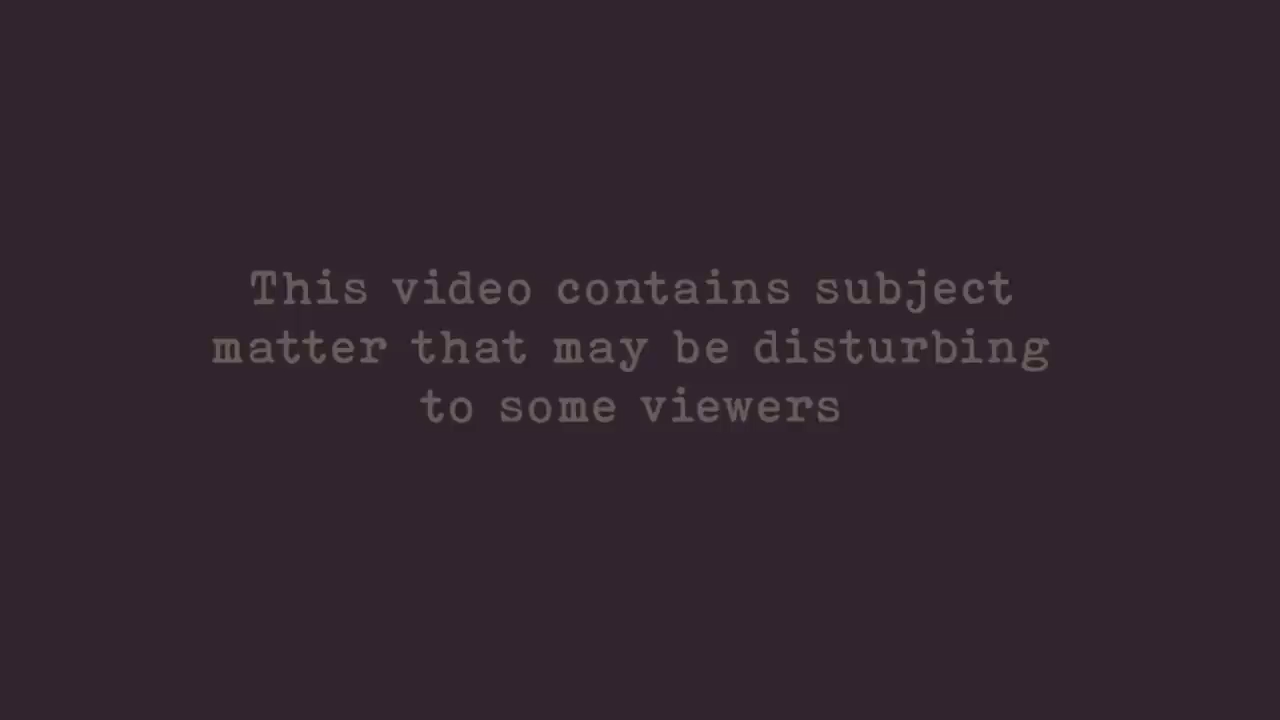 This video contains subject
matter that may be disturbing
to some viewers